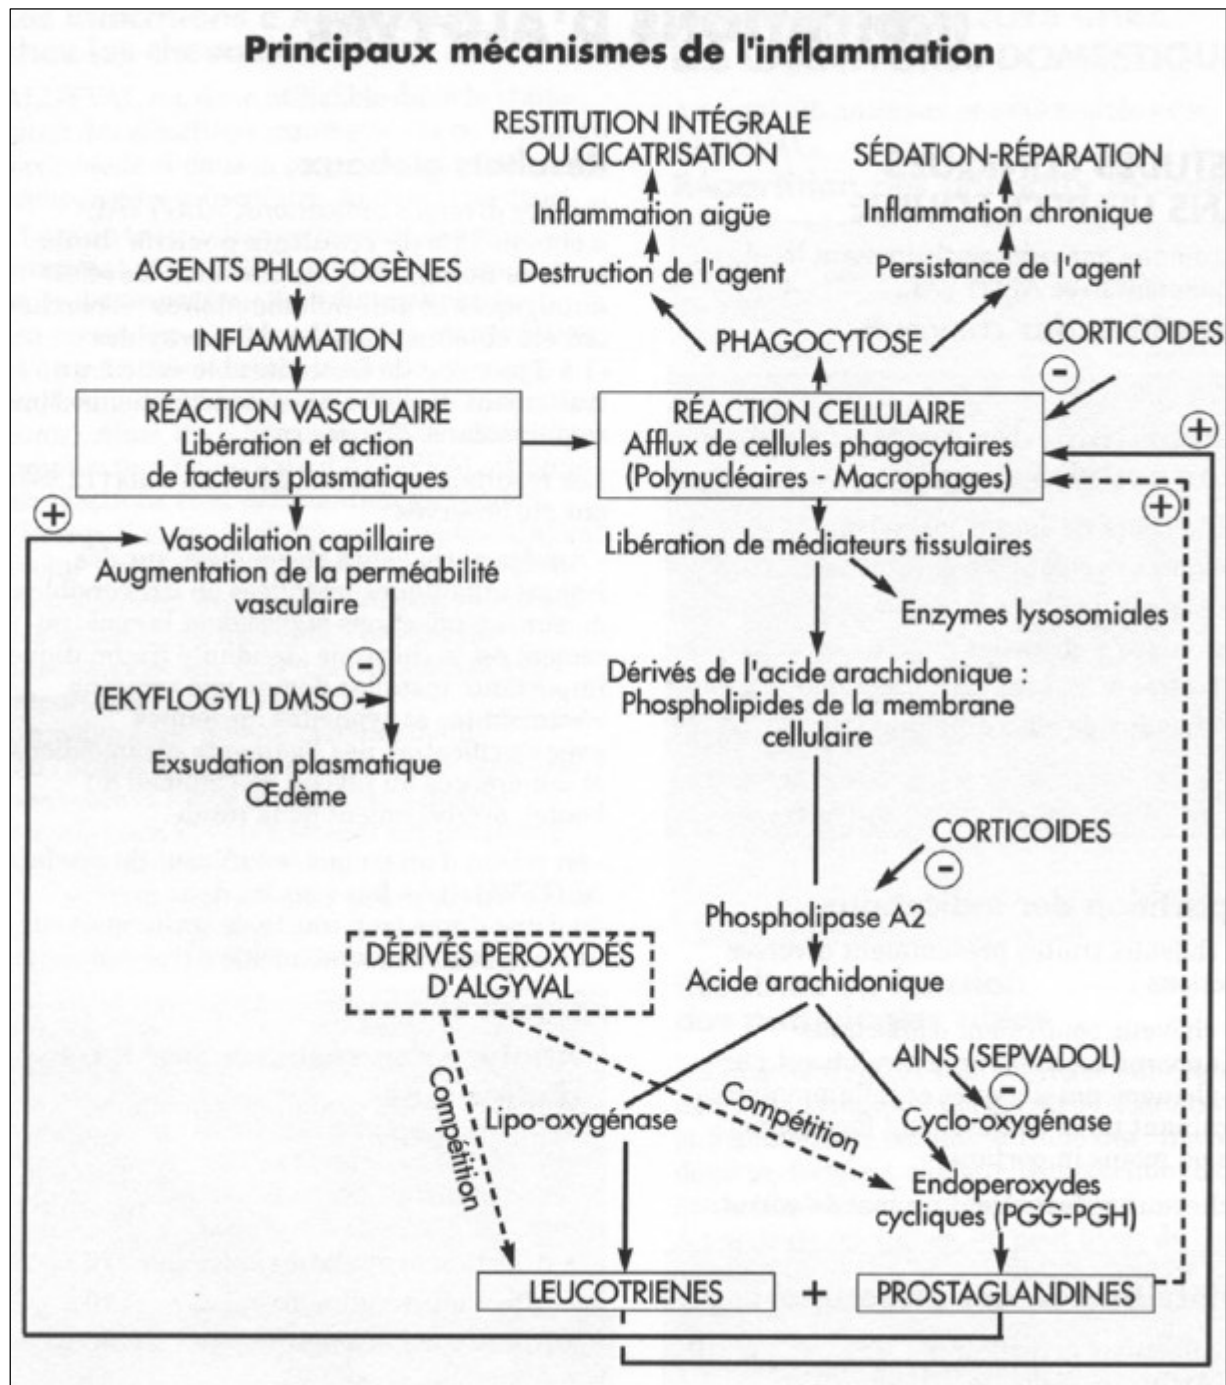 Principaux mécanismes de l'inflammation
RESTITUTION INTÉGRALE
OU CICATRISATION
SÉDATION-RÉPARATION
Inflammation aigüe
Inflammation chronique
Destruction de l'agent
Persistance de l'agent
AGENTS PHLOGOGÈNES
INFLAMMATION
PHAGOCYTOSE
CORTICOIDES
-
RÉACTION VASCULAIRE
Libération et action
de facteurs plasmatiques
RÉACTION CELLULAIRE
Afflux de cellules phagocytaires
(Polynucléaires - Macrophages)
+
+
+
Vasodilation capillaire
Augmentation de la perméabilité
vasculaire
Libération de médiateurs tissulaires
Enzymes lysosomiales
-
(EKYFLOGYL) DMSO
Exsudation plasmatique
Œdème
Dérivés de l'acide arachidonique :
Phospholipides de la membrane
cellulaire
CORTICOIDES
-
Phospholipase A2
DÉRIVÉS PEROXYDÉS
D'ALGYVAL
Acide arachidonique
AINS (SEPVADOL)
-
Compétition
Compétition
Lipo-oxygénase
Cyclo-oxygénase
Endoperoxydes
cycliques (PGG-PGH)
LEUCOTRIENES + PROSTAGLANDINES